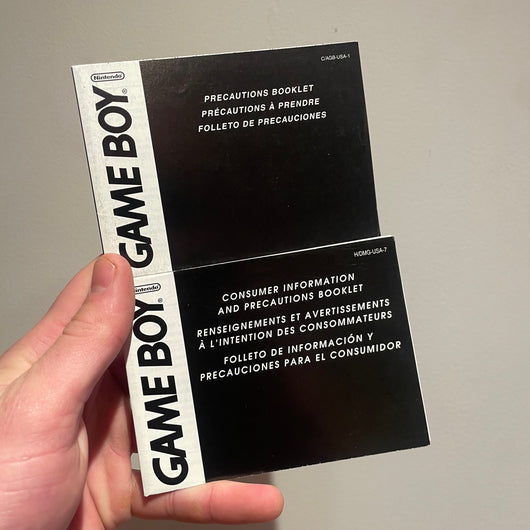 Nintendo
GAME BOY®
C/AGB-USA-1
PRECAUTIONS BOOKLET
PRÉCAUTIONS À PRENDRE
FOLLETO DE PRECAUCIONES
Nintendo
GAME BOY®
H/DMG-USA-7
CONSUMER INFORMATION
AND PRECAUTIONS BOOKLET
RENSEIGNEMENTS ET AVERTISSEMENTS
À L'INTENTION DES CONSOMMATEURS
FOLLETO DE INFORMACIÓN Y
PRECAUCIONES PARA EL CONSUMIDOR